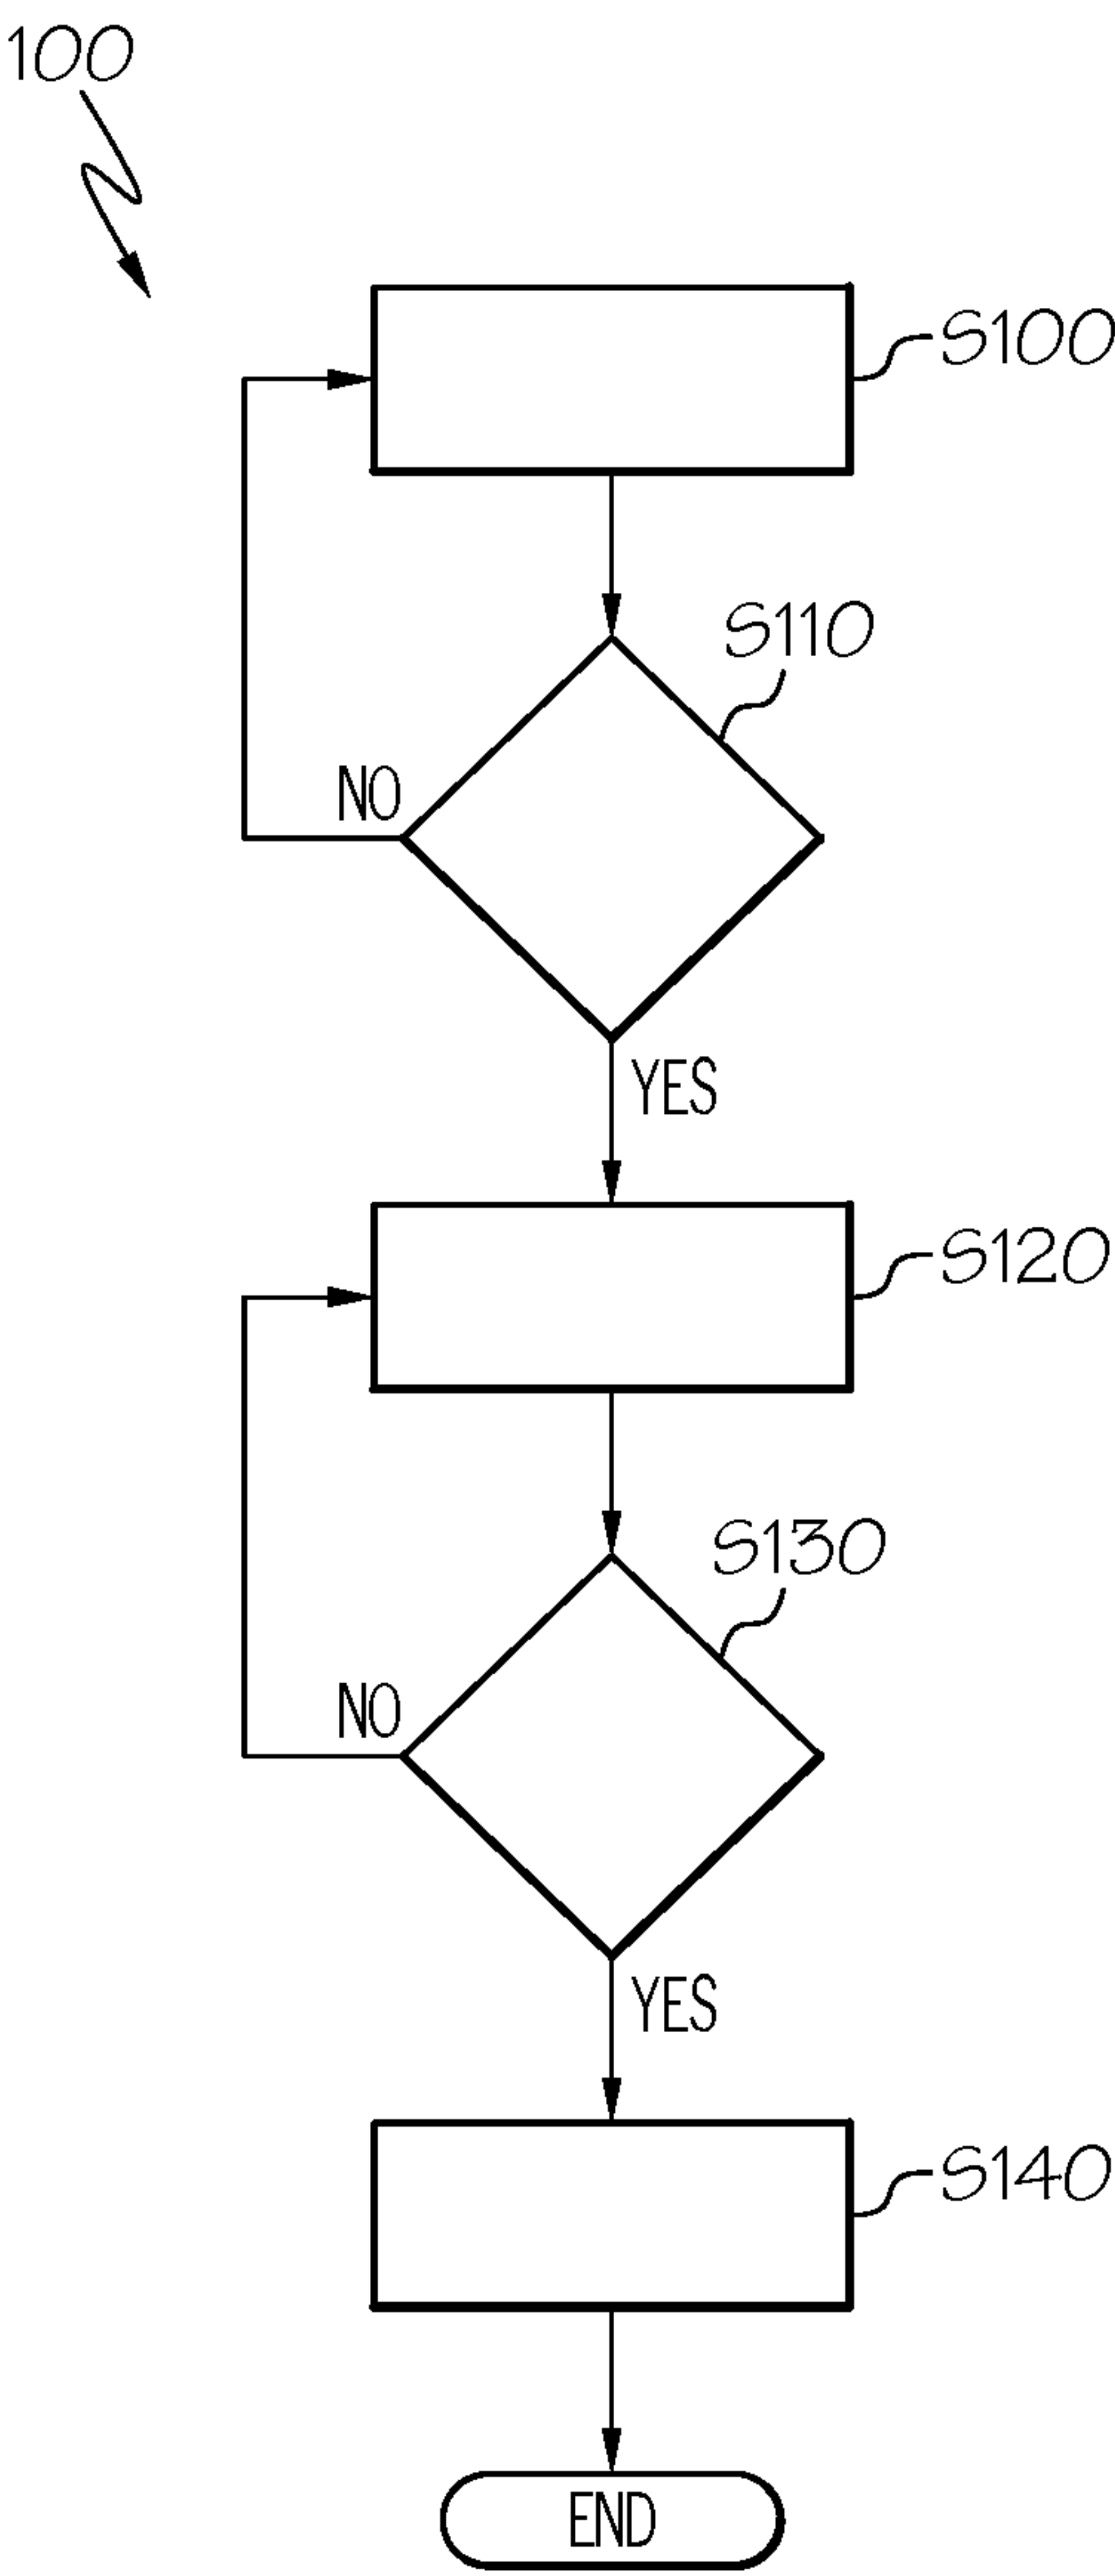 100
S100
S110
NO
YES
S120
S130
NO
YES
S140
END